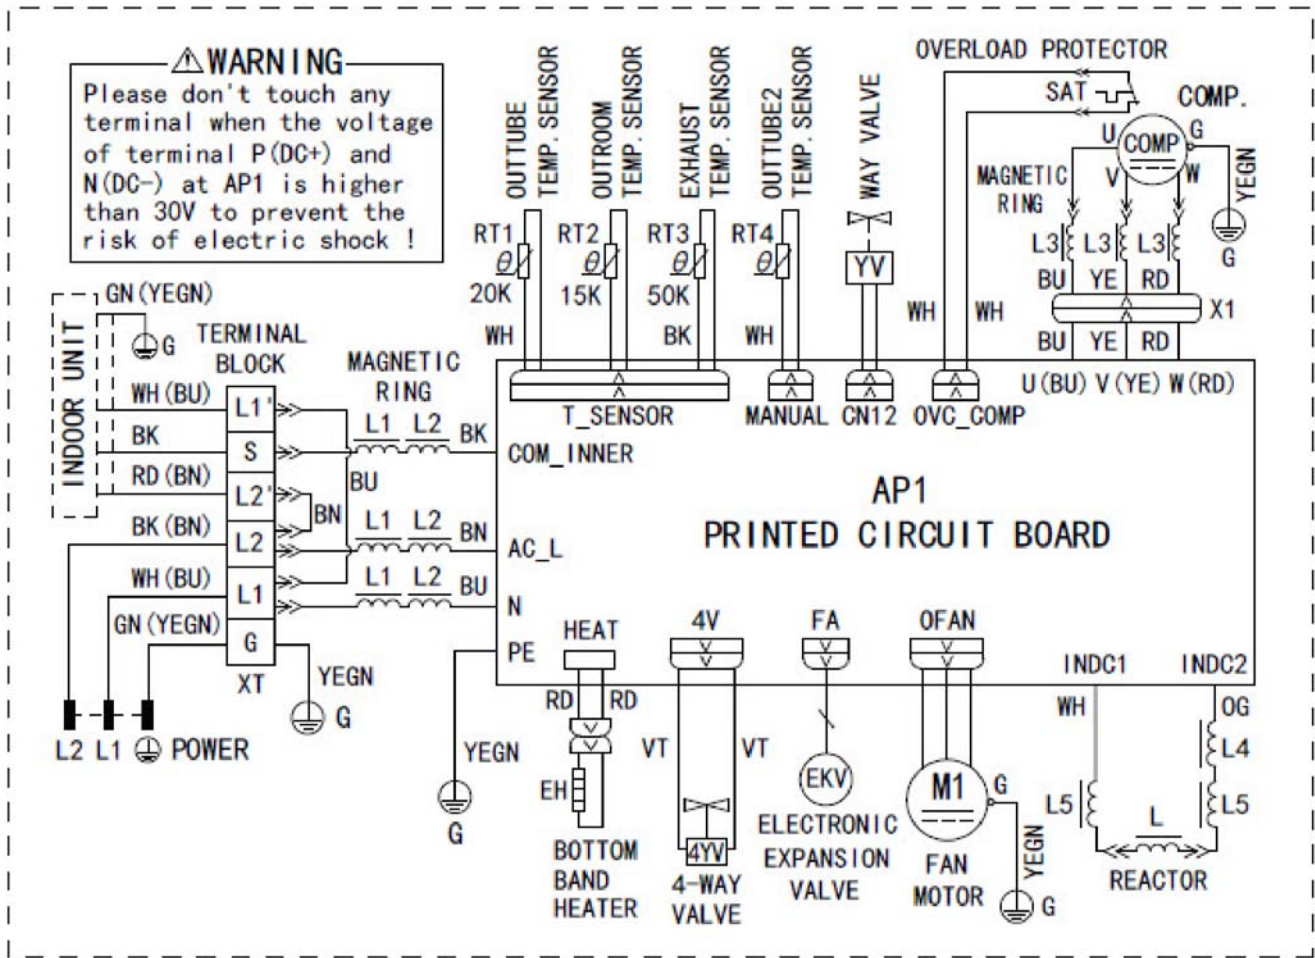 WARNING
Please don't touch any
terminal when the voltage
of terminal P(DC+) and
N(DC-) at AP1 is higher
than 30V to prevent the
risk of electric shock !
OUTTUBE
TEMP. SENSOR
OUTROOM
TEMP. SENSOR
EXHAUST
TEMP. SENSOR
OUTTUBE2
TEMP. SENSOR
WAY VALVE
OVERLOAD PROTECTOR
SAT
COMP.
U
COMP
G
V
W
YEGN
G
MAGNETIC
RING
L3 L3 L3
BU YE RD
X1
BU YE RD
RT1 RT2 RT3 RT4
θ θ θ θ
20K 15K 50K
YV
WH BK WH
WH WH
GN(YEGN)
G
INDOOR UNIT
TERMINAL
BLOCK
MAGNETIC
RING
T_SENSOR MANUAL CN12 OVC_COMP
U(BU) V(YE) W(RD)
WH(BU) L1'
BK S
L1 L2 BK
COM_INNER
RD(BN) L2'
BU
BN
BK(BN) L2
L1 L2 BN
AC_L
WH(BU) L1
L1 L2 BU
N
GN(YEGN) G
PE
XT
YEGN
G
L2 L1 POWER
YEGN
G
AP1
PRINTED CIRCUIT BOARD
HEAT 4V FA OFAN
INDC1 INDC2
RD RD
EH
BOTTOM
BAND
HEATER
VT VT
4YV
4-WAY
VALVE
EKV
ELECTRONIC
EXPANSION
VALVE
M1 G
FAN
MOTOR
YEGN
G
WH OG
L4
L5 L L5
REACTOR